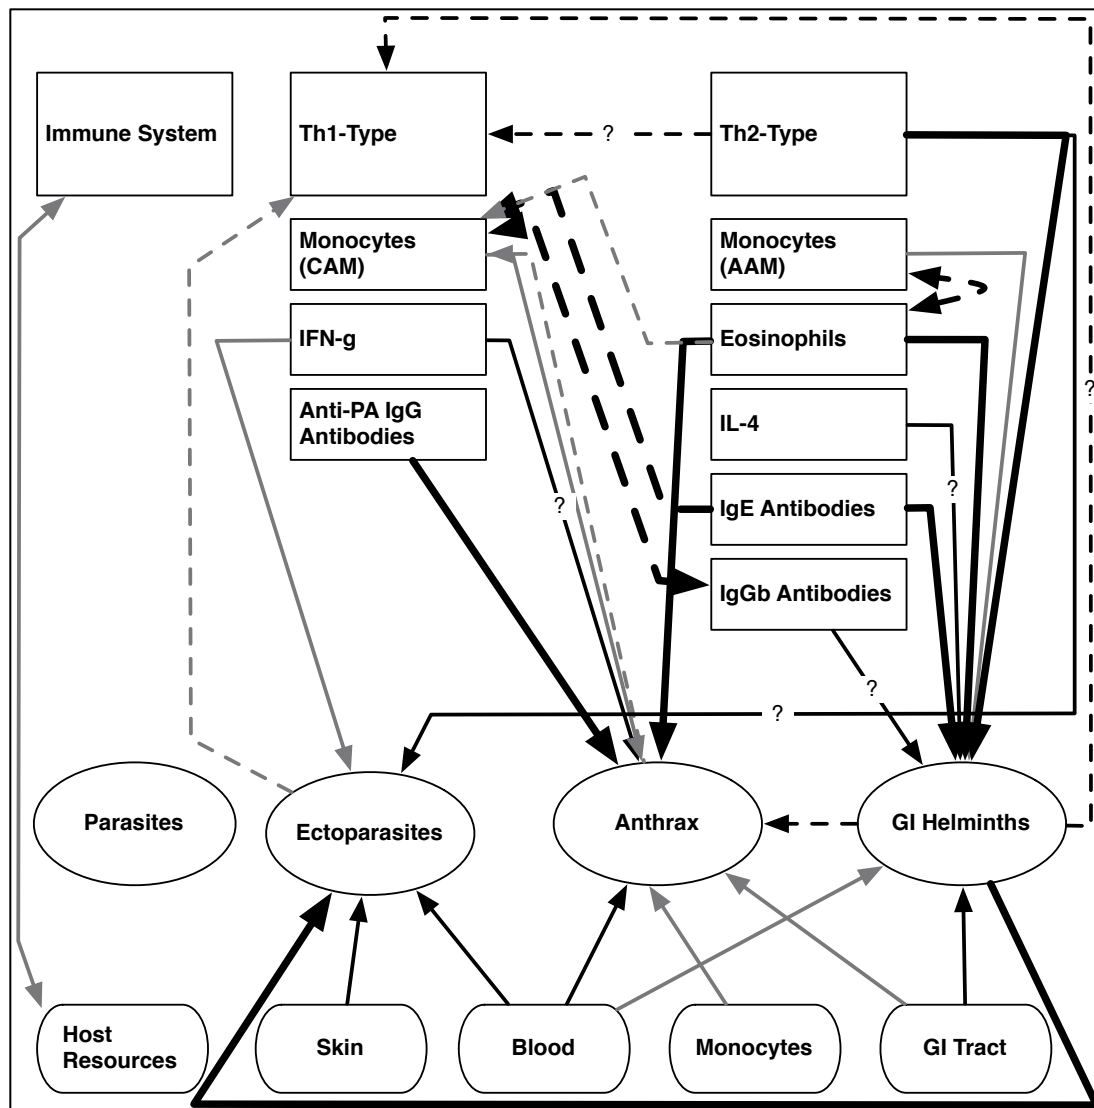 Immune System
Th1-Type
?
Th2-Type
Monocytes
(CAM)
Monocytes
(AAM)
IFN-g
Eosinophils
?
Anti-PA IgG
Antibodies
IL-4
?
?
IgE Antibodies
IgGb Antibodies
?
?
Parasites
Ectoparasites
Anthrax
GI Helminths
Host
Resources
Skin
Blood
Monocytes
GI Tract